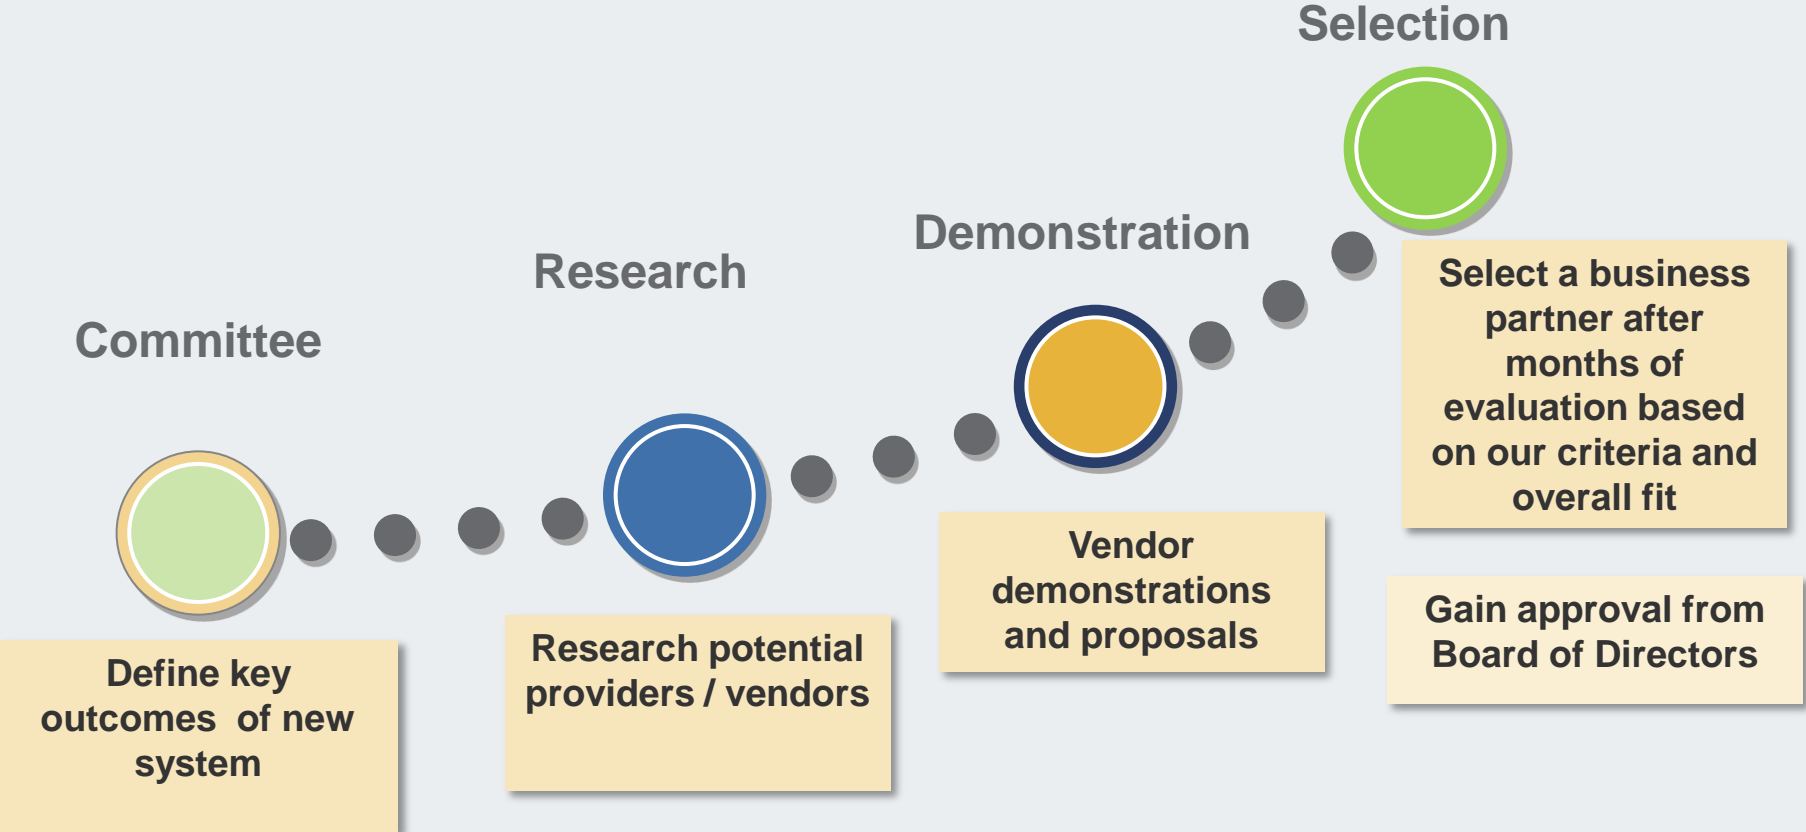 Committee
Define key
outcomes  of new
system
Research
Research potential
providers / vendors
Demonstration
Vendor
demonstrations
and proposals
Selection
Select a business
partner after
months of
evaluation based
on our criteria and
overall fit
Gain approval from
Board of Directors